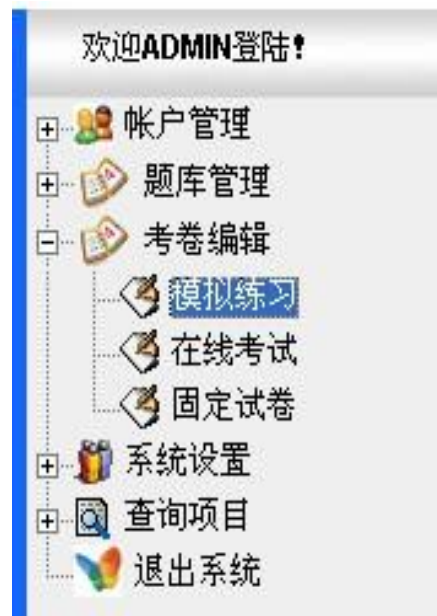 欢迎ADMIN登陆!
帐户管理
题库管理
考卷编辑
模拟练习
在线考试
固定试卷
系统设置
查询项目
退出系统